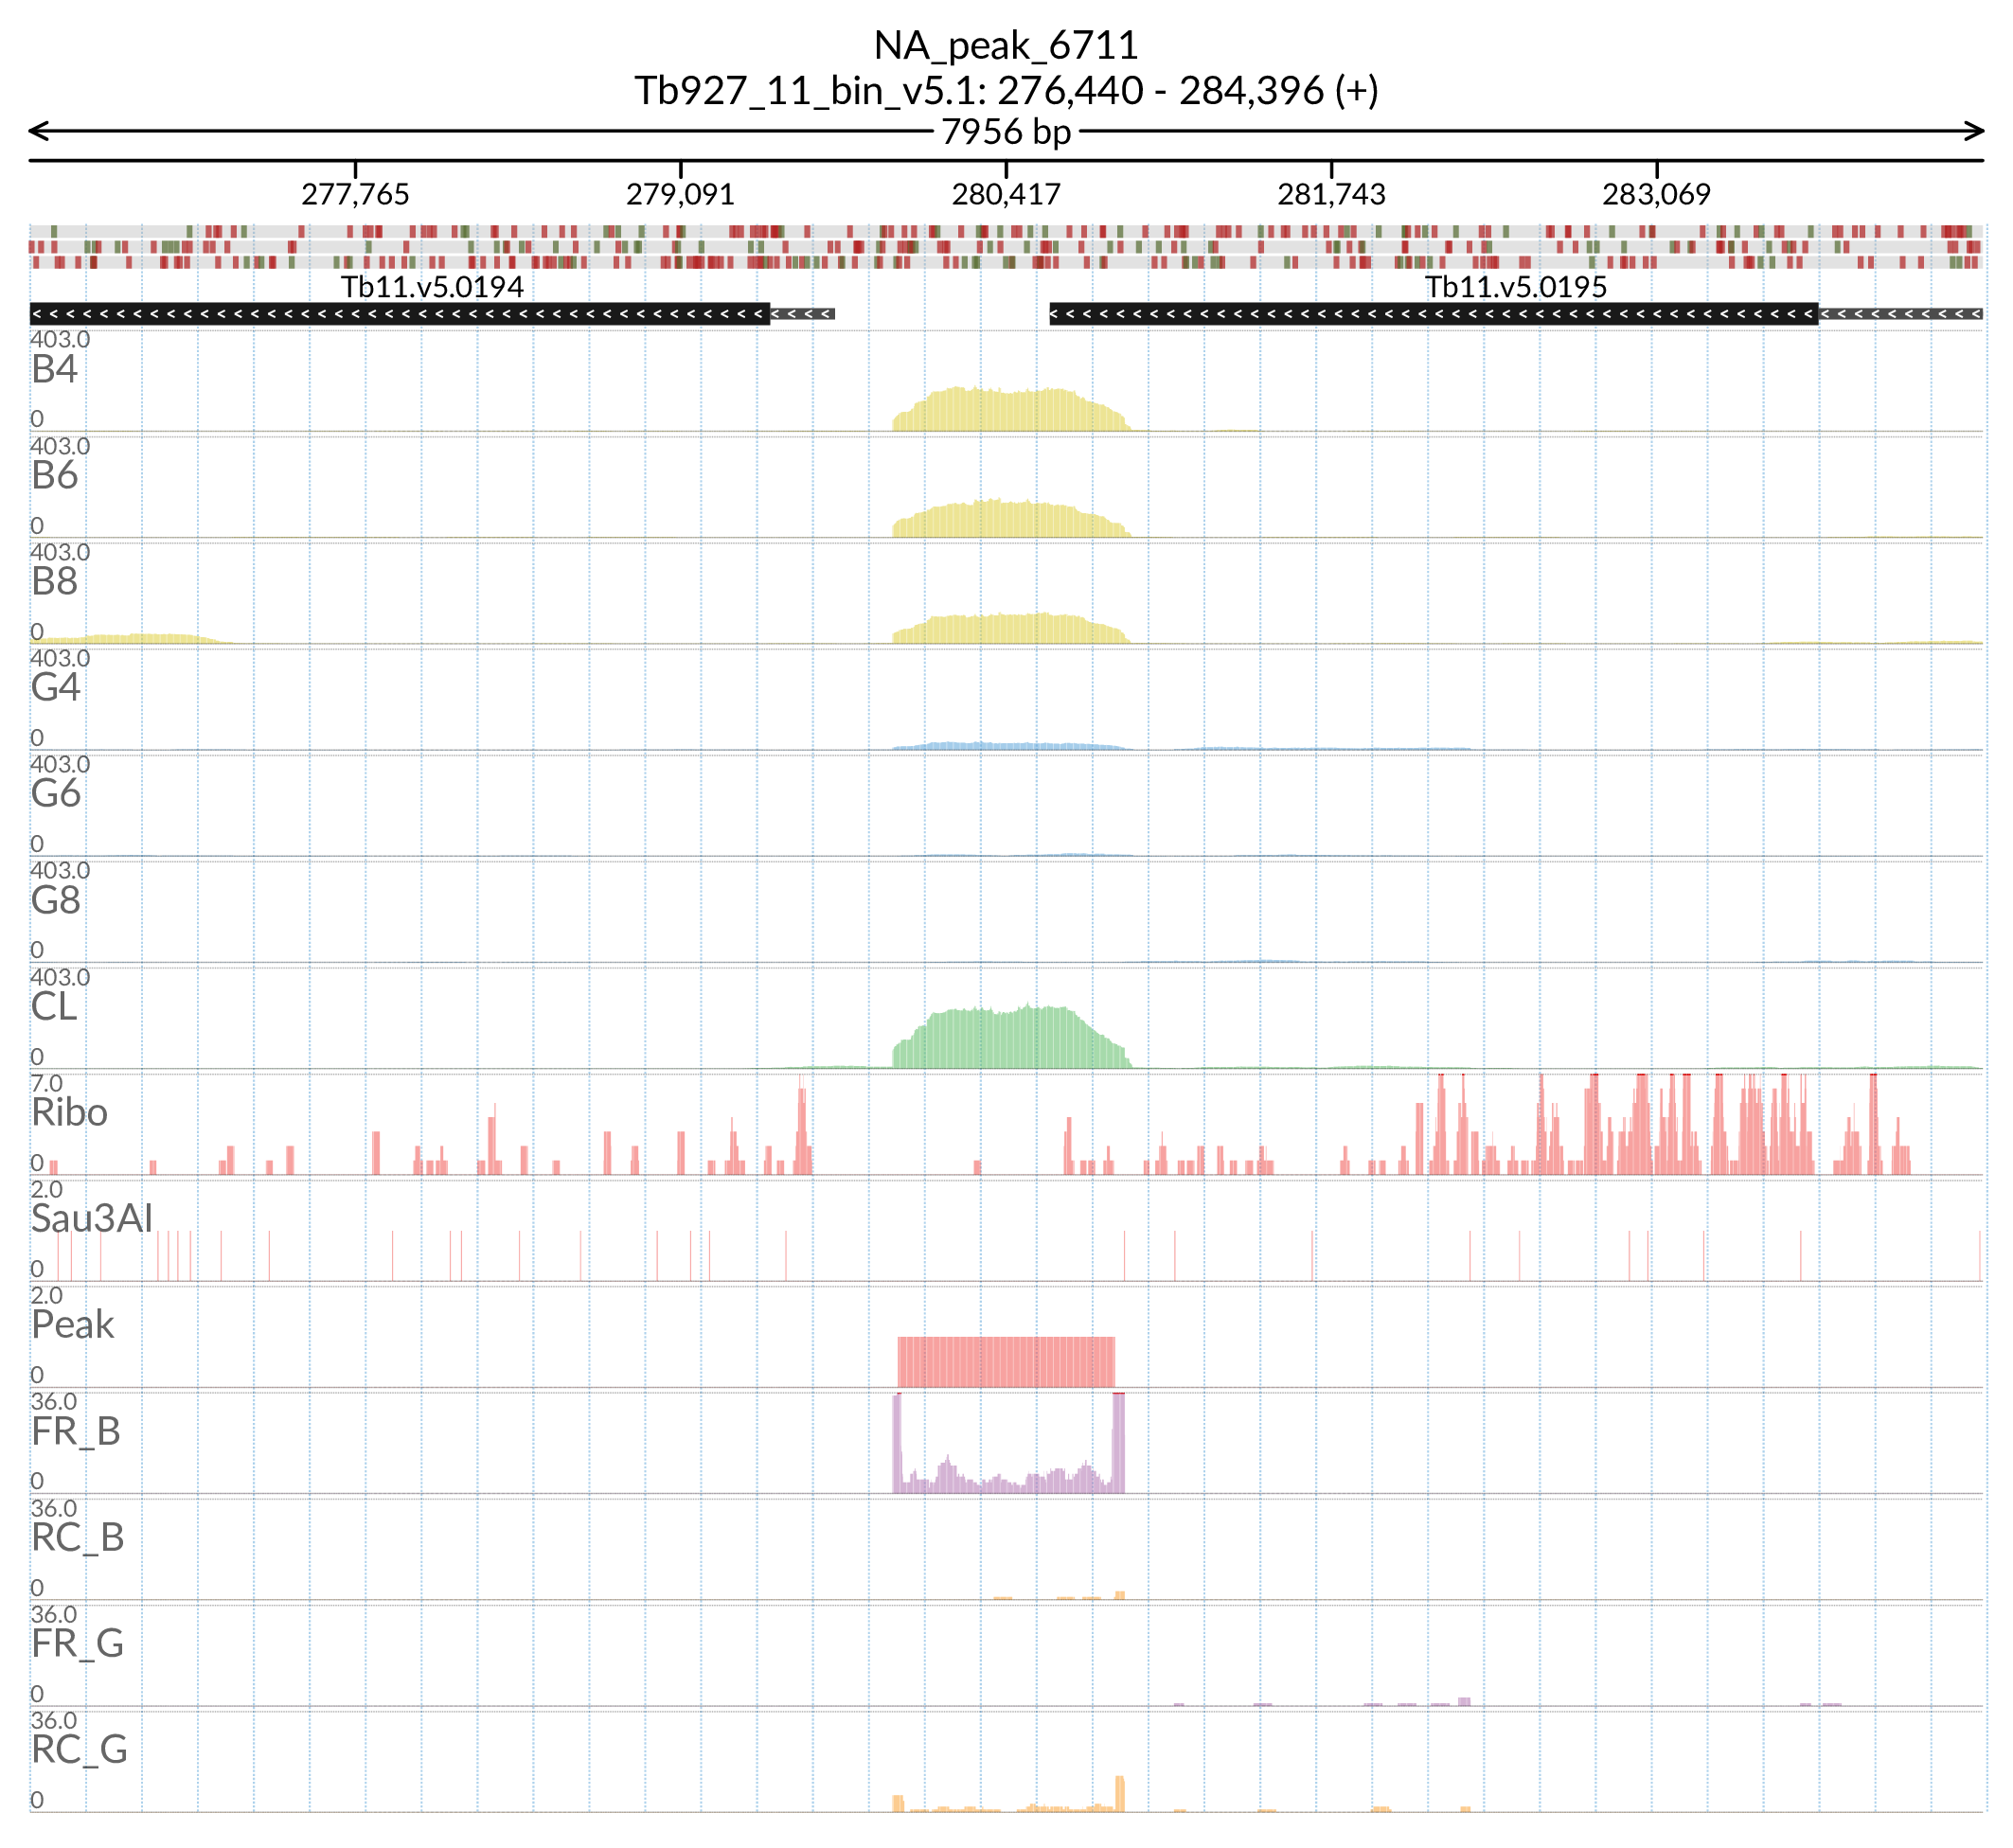 NA_peak_6711
Tb927_11_bin_v5.1: 276,440 - 284,396 (+)
7956 bp
277,765 279,091 280,417 281,743 283,069
Tb11.v5.0194 Tb11.v5.0195
403.0
B4
0
403.0
B6
0
403.0
B8
0
403.0
G4
0
403.0
G6
0
403.0
G8
0
403.0
CL
0
7.0
Ribo
0
2.0
Sau3AI
0
2.0
Peak
0
36.0
FR_B
0
36.0
RC_B
0
36.0
FR_G
0
36.0
RC_G
0